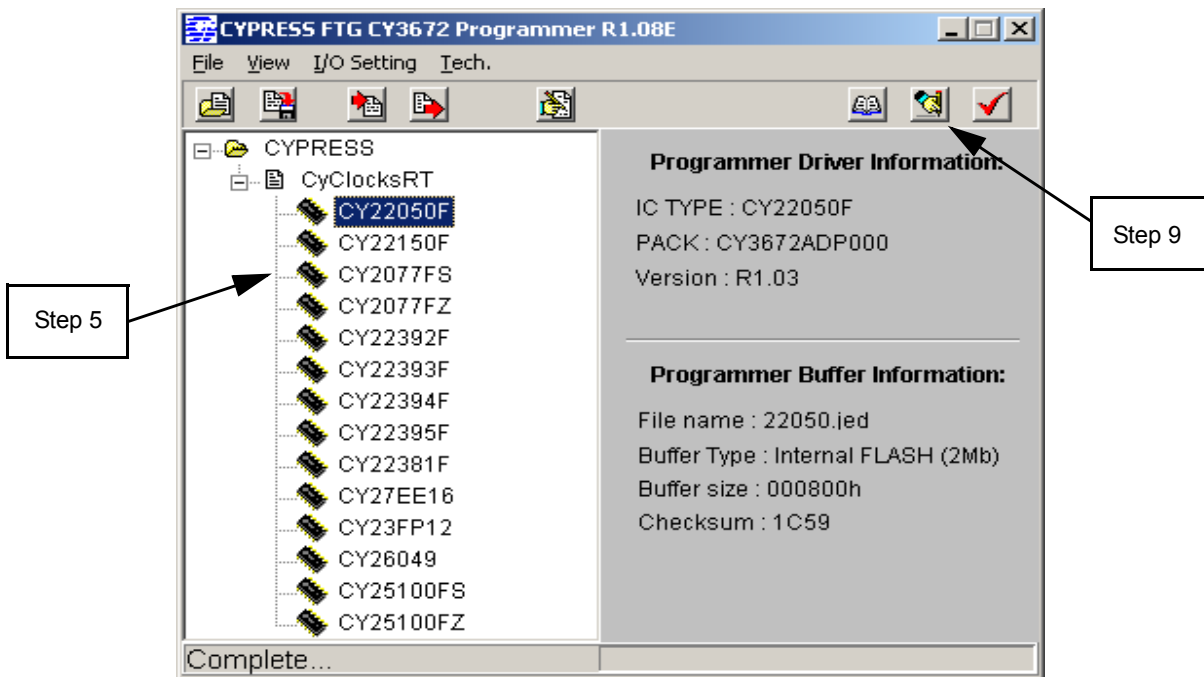 CYPRESS FTG CY3672 Programmer R1.08E
File View I/O Setting Tech.
CYPRESS
CyClocksRT
CY22050F
CY22150F
CY2077FS
CY2077FZ
CY22392F
CY22393F
CY22394F
CY22395F
CY22381F
CY27EE16
CY23FP12
CY26049
CY25100FS
CY25100FZ
Programmer Driver Information:
IC TYPE : CY22050F
PACK : CY3672ADP000
Version : R1.03
Programmer Buffer Information:
File name : 22050.jed
Buffer Type : Internal FLASH (2Mb)
Buffer size : 000800h
Checksum : 1C59
Complete...
Step 5
Step 9